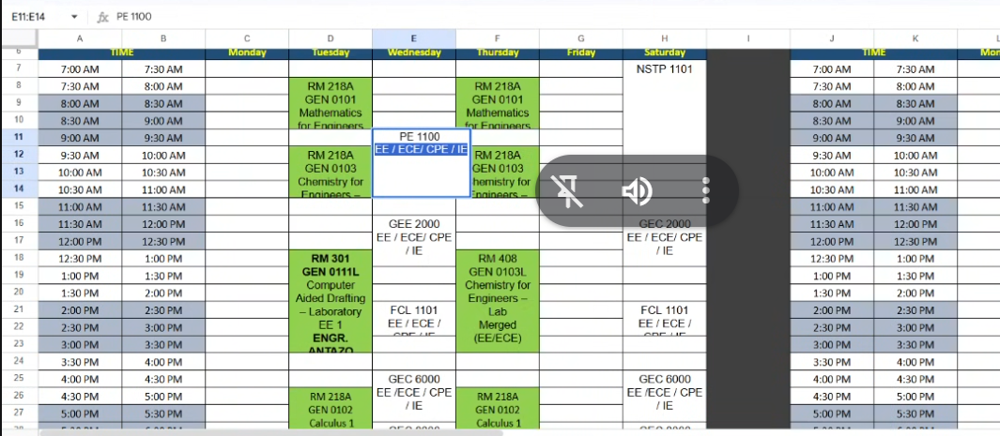 E11:E14 fx PE 1100
A B C D E F G H I J K
TIME Monday Tuesday Wednesday Thursday Friday Saturday TIME
7 7:00 AM 7:30 AM NSTP 1101 7:00 AM 7:30 AM
8 7:30 AM 8:00 AM RM 218A RM 218A 7:30 AM 8:00 AM
GEN 0101 GEN 0101
9 8:00 AM 8:30 AM Mathematics Mathematics 8:00 AM 8:30 AM
10 8:30 AM 9:00 AM for Engineers for Engineers 8:30 AM 9:00 AM
11 9:00 AM 9:30 AM PE 1100 9:00 AM 9:30 AM
12 9:30 AM 10:00 AM RM 218A EE / ECE/ CPE / IE RM 218A 9:30 AM 10:00 AM
13 10:00 AM 10:30 AM GEN 0103 GEN 0103 10:00 AM 10:30 AM
Chemistry for hemistry for
14 10:30 AM 11:00 AM Engineers – ngineers – 10:30 AM 11:00 AM
15 11:00 AM 11:30 AM 11:00 AM 11:30 AM
16 11:30 AM 12:00 PM GEE 2000 GEC 2000 11:30 AM 12:00 PM
17 12:00 PM 12:30 PM EE / ECE/ CPE EE / ECE/ CPE 12:00 PM 12:30 PM
/ IE / IE
18 12:30 PM 1:00 PM RM 301 RM 408 12:30 PM 1:00 PM
19 1:00 PM 1:30 PM GEN 0111L GEN 0103L 1:00 PM 1:30 PM
Computer Chemistry for
20 1:30 PM 2:00 PM Aided Drafting Engineers – 1:30 PM 2:00 PM
21 2:00 PM 2:30 PM – Laboratory FCL 1101 Lab FCL 1101 2:00 PM 2:30 PM
22 2:30 PM 3:00 PM EE 1 EE / ECE / Merged EE / ECE / 2:30 PM 3:00 PM
23 3:00 PM 3:30 PM ENGR. CPE / IE (EE/ECE) CPE / IE 3:00 PM 3:30 PM
ANTAZO
24 3:30 PM 4:00 PM 3:30 PM 4:00 PM
25 4:00 PM 4:30 PM GEC 6000 GEC 6000 4:00 PM 4:30 PM
26 4:30 PM 5:00 PM RM 218A EE /ECE / CPE RM 218A EE /ECE / CPE 4:30 PM 5:00 PM
27 5:00 PM 5:30 PM GEN 0102 / IE GEN 0102 / IE 5:00 PM 5:30 PM
Calculus 1 Calculus 1